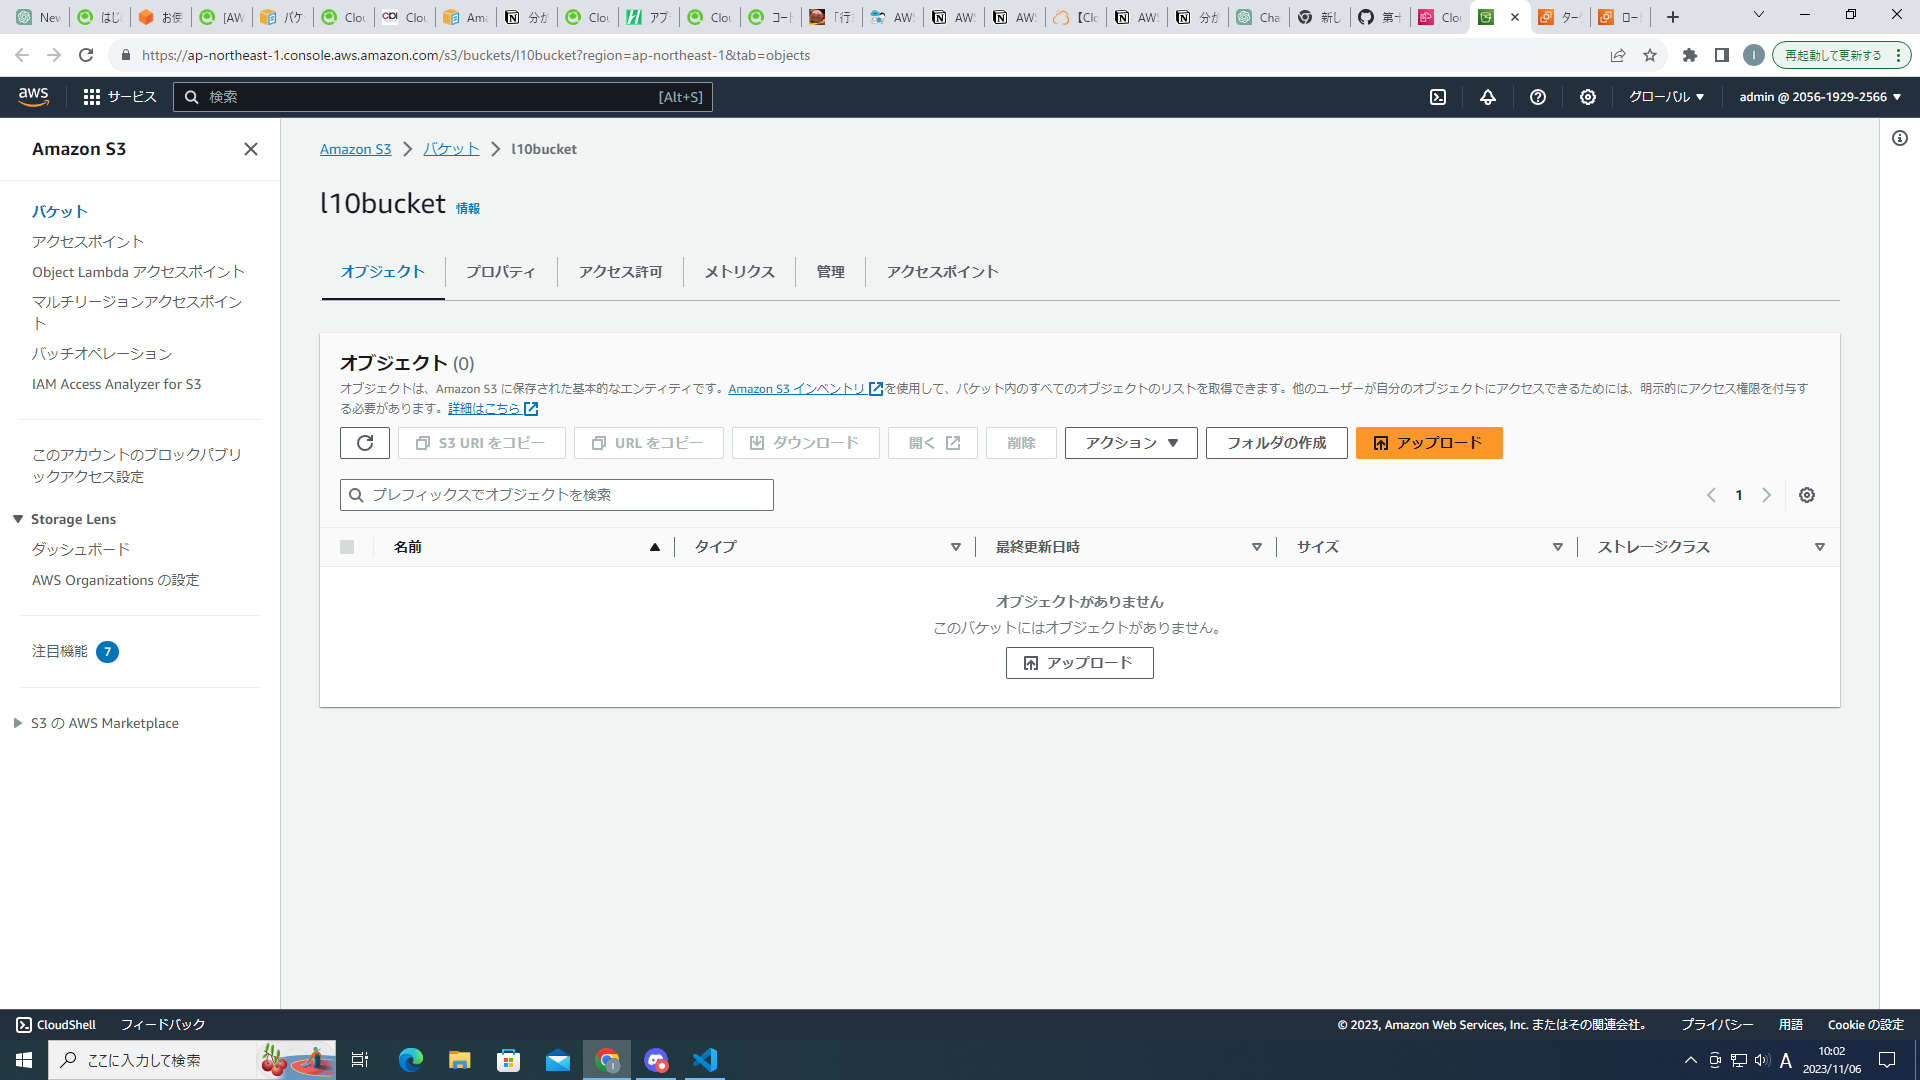 New
はじ
お使
[AW
バケ
Clou
Clou
Ama
分か
Clou
アプ
Clou
コー
「行:
AWS
AWS
AWS
【Clo
AWS
分か
Cha
新し
第十
Clou
ター
ロー
https://ap-northeast-1.console.aws.amazon.com/s3/buckets/l10bucket?region=ap-northeast-1&tab=objects
I
再起動して更新する
aws
サービス
検索
[Alt+S]
グローバル
admin @ 2056-1929-2566
Amazon S3
バケット
アクセスポイント
Object Lambda アクセスポイント
マルチリージョンアクセスポイン
ト
バッチオペレーション
IAM Access Analyzer for S3
このアカウントのブロックパブリ
ックアクセス設定
Storage Lens
ダッシュボード
AWS Organizations の設定
注目機能 7
S3 の AWS Marketplace
Amazon S3 > バケット > l10bucket
l10bucket 情報
オブジェクト
プロパティ
アクセス許可
メトリクス
管理
アクセスポイント
オブジェクト (0)
オブジェクトは、Amazon S3 に保存された基本的なエンティティです。Amazon S3 インベントリ を使用して、バケット内のすべてのオブジェクトのリストを取得できます。他のユーザーが自分のオブジェクトにアクセスできるためには、明示的にアクセス権限を付与す
る必要があります。詳細はこちら
S3 URI をコピー
URL をコピー
ダウンロード
開く
削除
アクション
フォルダの作成
アップロード
プレフィックスでオブジェクトを検索
1
名前
タイプ
最終更新日時
サイズ
ストレージクラス
オブジェクトがありません
このバケットにはオブジェクトがありません。
アップロード
CloudShell
フィードバック
© 2023, Amazon Web Services, Inc. またはその関連会社。
プライバシー
用語
Cookie の設定
ここに入力して検索
A
10:02
2023/11/06